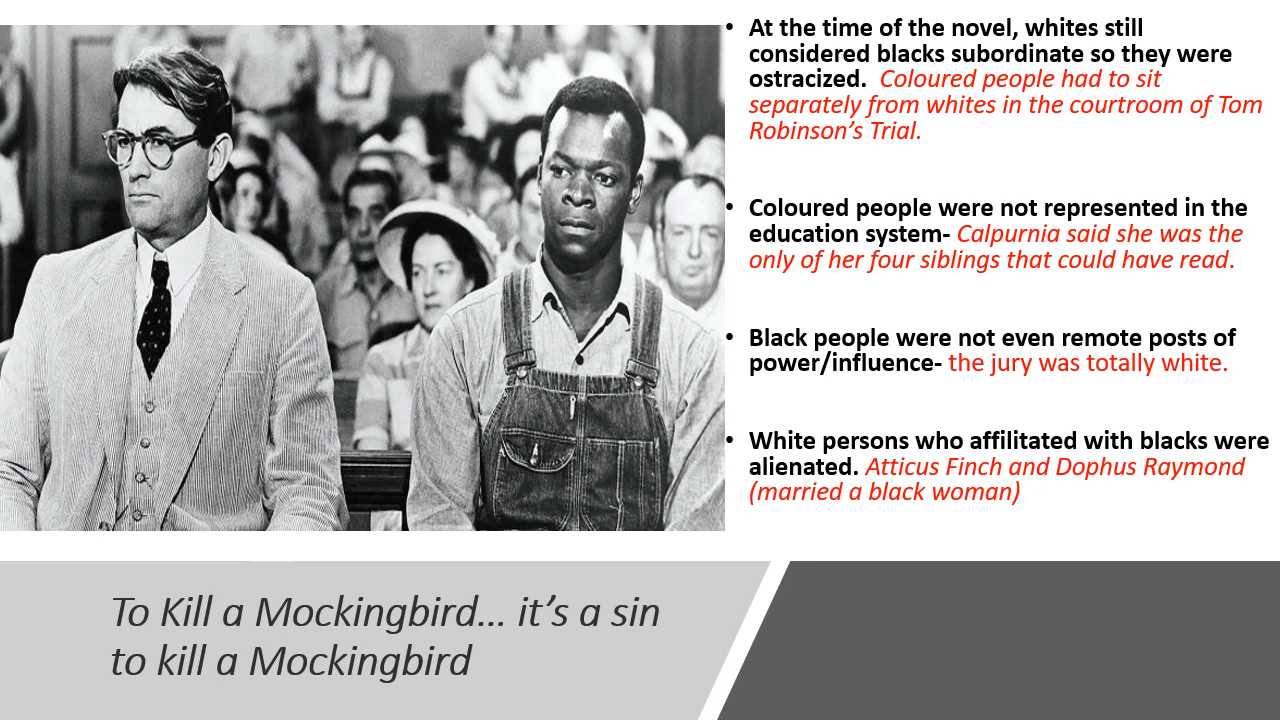 • At the time of the novel, whites still
considered blacks subordinate so they were
ostracized. Coloured people had to sit
separately from whites in the courtroom of Tom
Robinson’s Trial.
• Coloured people were not represented in the
education system- Calpurnia said she was the
only of her four siblings that could have read.
• Black people were not even remote posts of
power/influence- the jury was totally white.
• White persons who affilitated with blacks were
alienated. Atticus Finch and Dophus Raymond
(married a black woman)
To Kill a Mockingbird... it’s a sin
to kill a Mockingbird